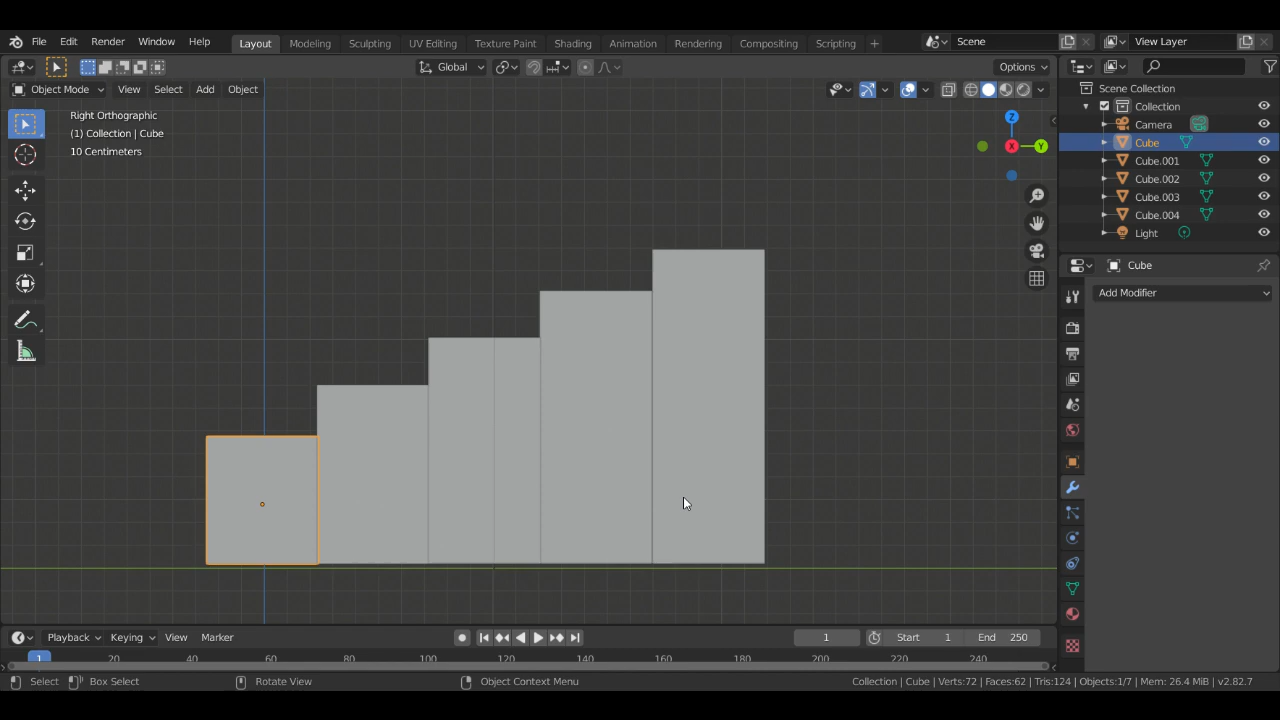 File Edit Render Window Help Layout Modeling Sculpting UV Editing Texture Paint Shading Animation Rendering Compositing Scripting + Scene View Layer
Global Options
Object Mode View Select Add Object
Right Orthographic
(1) Collection | Cube
10 Centimeters
Z
X
Y
Scene Collection
Collection
Camera
Cube
Cube.001
Cube.002
Cube.003
Cube.004
Light
Cube
Add Modifier
Playback Keying View Marker 1 Start 1 End 250
1 20 40 60 80 100 120 140 160 180 200 220 240
Select Box Select Rotate View Object Context Menu Collection | Cube | Verts:72 | Faces:62 | Tris:124 | Objects:1/7 | Mem: 26.4 MiB | v2.82.7